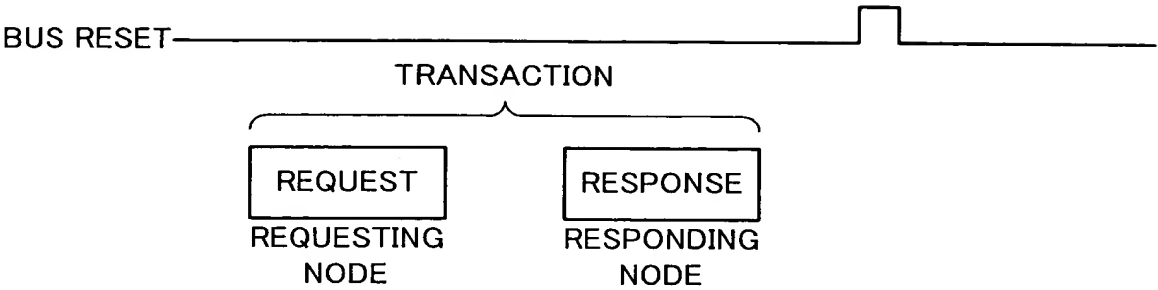 BUS RESET
TRANSACTION
REQUEST
RESPONSE
REQUESTING
NODE
RESPONDING
NODE